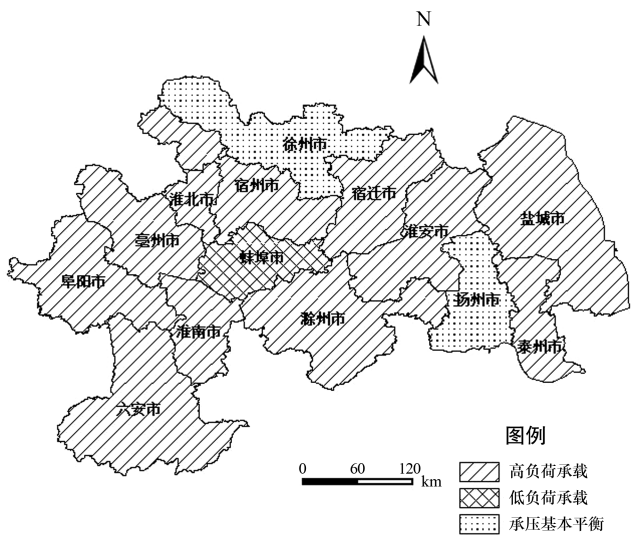 N
徐州市
宿州市
淮北市
宿迁市
盐城市
亳州市
淮安市
蚌埠市
阜阳市
扬州市
滁州市
淮南市
泰州市
六安市
图例
0 60 120 km
高负荷承载
低负荷承载
承压基本平衡